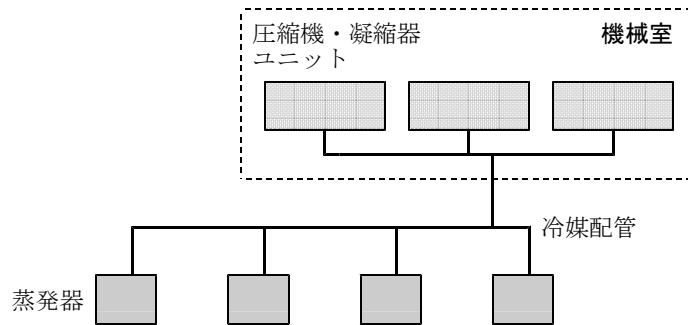 圧縮機・凝縮器
ユニット
機械室
冷媒配管
蒸発器